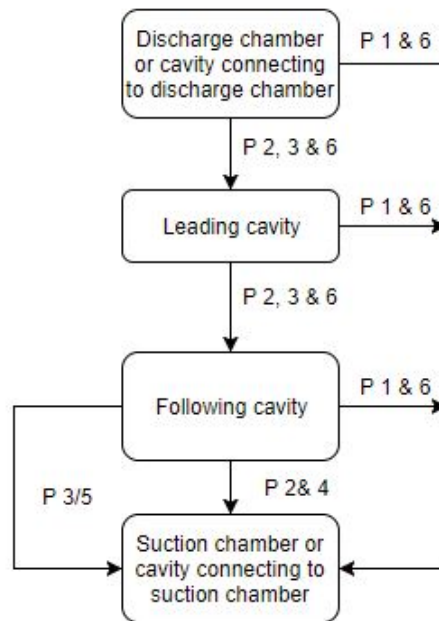 Discharge chamber
or cavity connecting
to discharge chamber
P 1 & 6
P 2, 3 & 6
Leading cavity
P 1 & 6
P 2, 3 & 6
Following cavity
P 1 & 6
P 3/5
P 2& 4
Suction chamber or
cavity connecting to
suction chamber